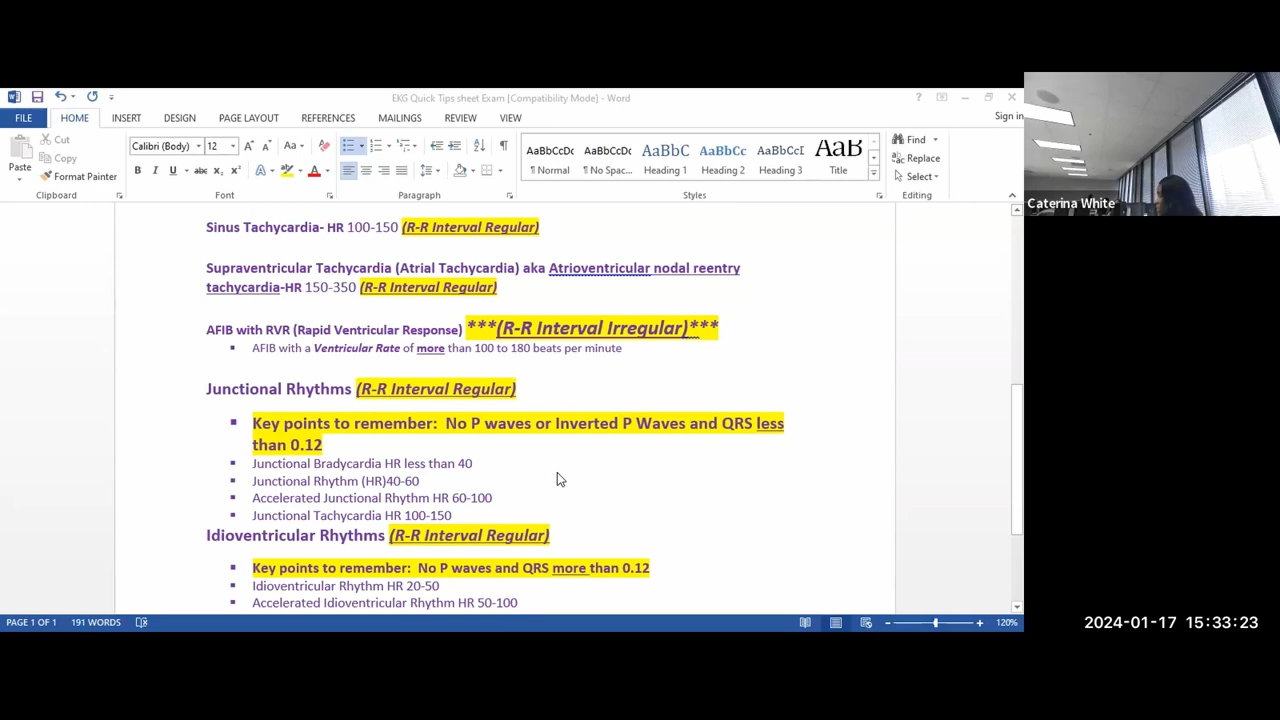 EKG Quick Tips sheet Exam [Compatibility Mode] - Word
?
Sign in
FILE HOME INSERT DESIGN PAGE LAYOUT REFERENCES MAILINGS REVIEW VIEW
Paste
Cut
Copy
Format Painter
Clipboard
Calibri (Body) 12
Aa
B I U abc x₂ x²
Font
Paragraph
AaBbCcDc AaBbCcDc AaBbC AaBbCc AaBbCcI AaB
¶ Normal ¶ No Spac... Heading 1 Heading 2 Heading 3 Title
Styles
Find
Replace
Select
Editing
Caterina White
Sinus Tachycardia- HR 100-150 (R-R Interval Regular)
Supraventricular Tachycardia (Atrial Tachycardia) aka Atrioventricular nodal reentry
tachycardia-HR 150-350 (R-R Interval Regular)
AFIB with RVR (Rapid Ventricular Response) ***(R-R Interval Irregular)***
▪ AFIB with a Ventricular Rate of more than 100 to 180 beats per minute
Junctional Rhythms (R-R Interval Regular)
▪ Key points to remember: No P waves or Inverted P Waves and QRS less
than 0.12
▪ Junctional Bradycardia HR less than 40
▪ Junctional Rhythm (HR)40-60
▪ Accelerated Junctional Rhythm HR 60-100
▪ Junctional Tachycardia HR 100-150
Idioventricular Rhythms (R-R Interval Regular)
▪ Key points to remember: No P waves and QRS more than 0.12
▪ Idioventricular Rhythm HR 20-50
▪ Accelerated Idioventricular Rhythm HR 50-100
PAGE 1 OF 1 191 WORDS
120%
2024-01-17 15:33:23